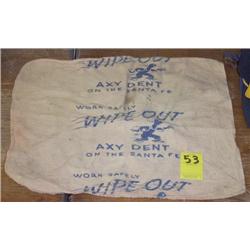 WIPE OUT
AXY DENT
ON THE SANTA FE
WORK SAFELY
WIPE OUT
AXY DENT
ON THE SANTA FE
WORK SAFELY
WIPE OUT
53